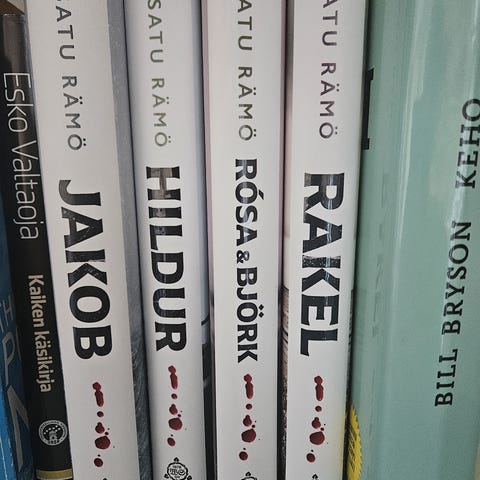 Esko Valtaoja
Kaiken käsikirja
SATU RÄMÖ
JAKOB
SATU RÄMÖ
HILDUR
SATU RÄMÖ
RÓSA & BJÖRK
SATU RÄMÖ
RAKEL
BILL BRYSON
KEHO